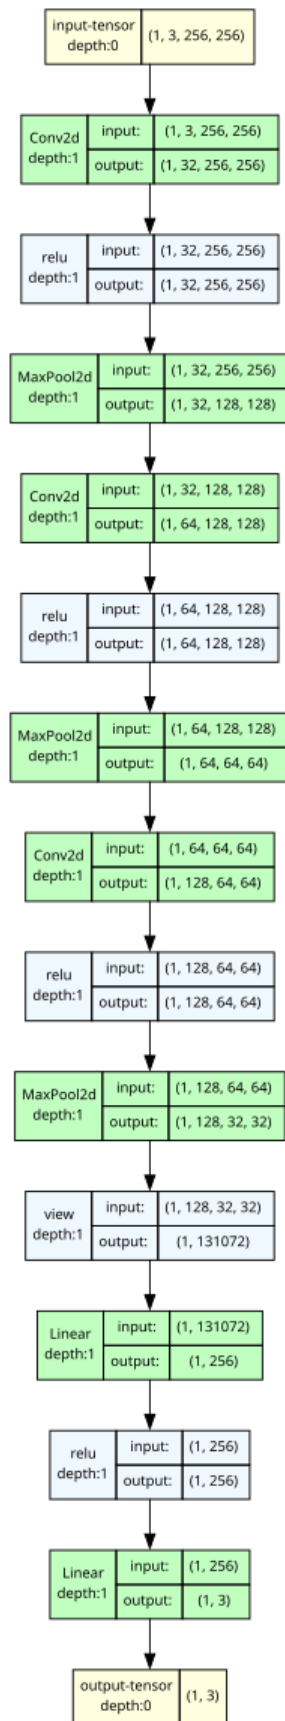 input-tensor
depth:0
(1, 3, 256, 256)
Conv2d
depth:1
input:
(1, 3, 256, 256)
output:
(1, 32, 256, 256)
relu
depth:1
input:
(1, 32, 256, 256)
output:
(1, 32, 256, 256)
MaxPool2d
depth:1
input:
(1, 32, 256, 256)
output:
(1, 32, 128, 128)
Conv2d
depth:1
input:
(1, 32, 128, 128)
output:
(1, 64, 128, 128)
relu
depth:1
input:
(1, 64, 128, 128)
output:
(1, 64, 128, 128)
MaxPool2d
depth:1
input:
(1, 64, 128, 128)
output:
(1, 64, 64, 64)
Conv2d
depth:1
input:
(1, 64, 64, 64)
output:
(1, 128, 64, 64)
relu
depth:1
input:
(1, 128, 64, 64)
output:
(1, 128, 64, 64)
MaxPool2d
depth:1
input:
(1, 128, 64, 64)
output:
(1, 128, 32, 32)
view
depth:1
input:
(1, 128, 32, 32)
output:
(1, 131072)
Linear
depth:1
input:
(1, 131072)
output:
(1, 256)
relu
depth:1
input:
(1, 256)
output:
(1, 256)
Linear
depth:1
input:
(1, 256)
output:
(1, 3)
output-tensor
depth:0
(1, 3)